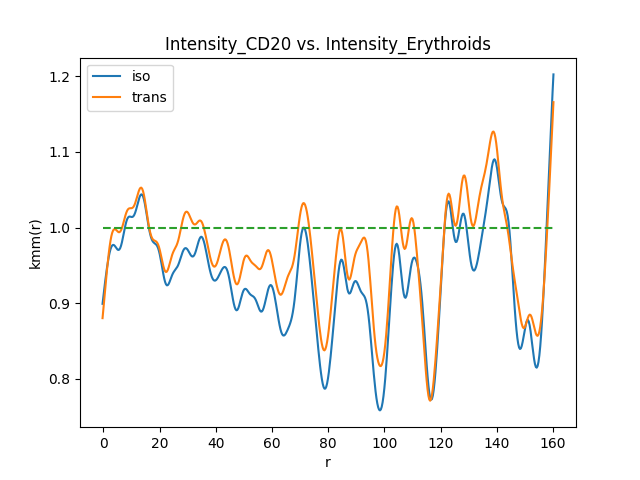 Intensity_CD20 vs. Intensity_Erythroids
iso
trans
kmm(r)
1.2
1.1
1.0
0.9
0.8
0 20 40 60 80 100 120 140 160
r